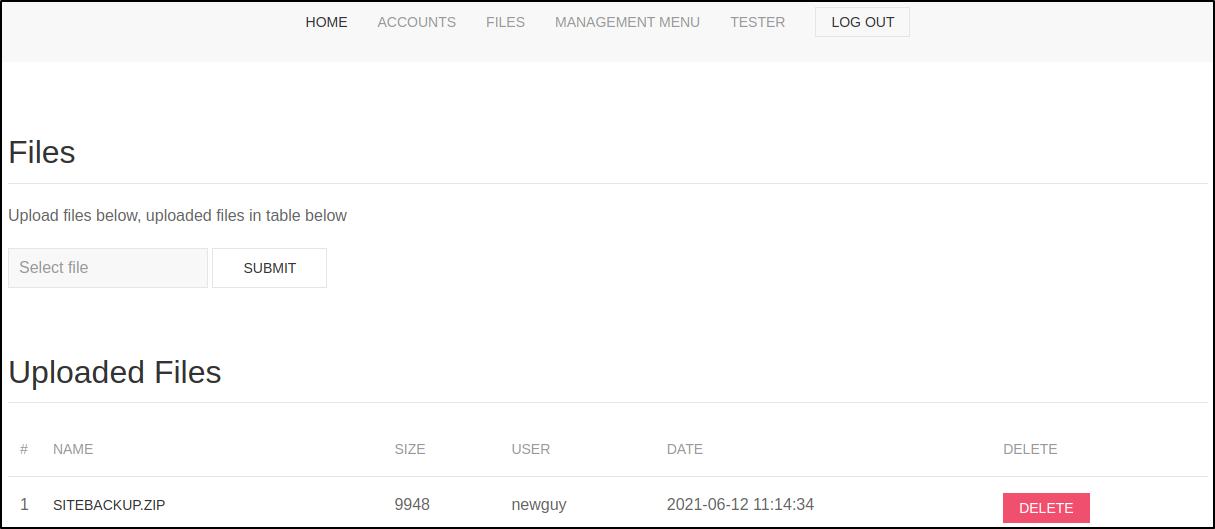 HOME ACCOUNTS FILES MANAGEMENT MENU TESTER LOG OUT
Files
Upload files below, uploaded files in table below
Select file SUBMIT
Uploaded Files
# NAME SIZE USER DATE DELETE
1 SITEBACKUP.ZIP 9948 newguy 2021-06-12 11:14:34 DELETE